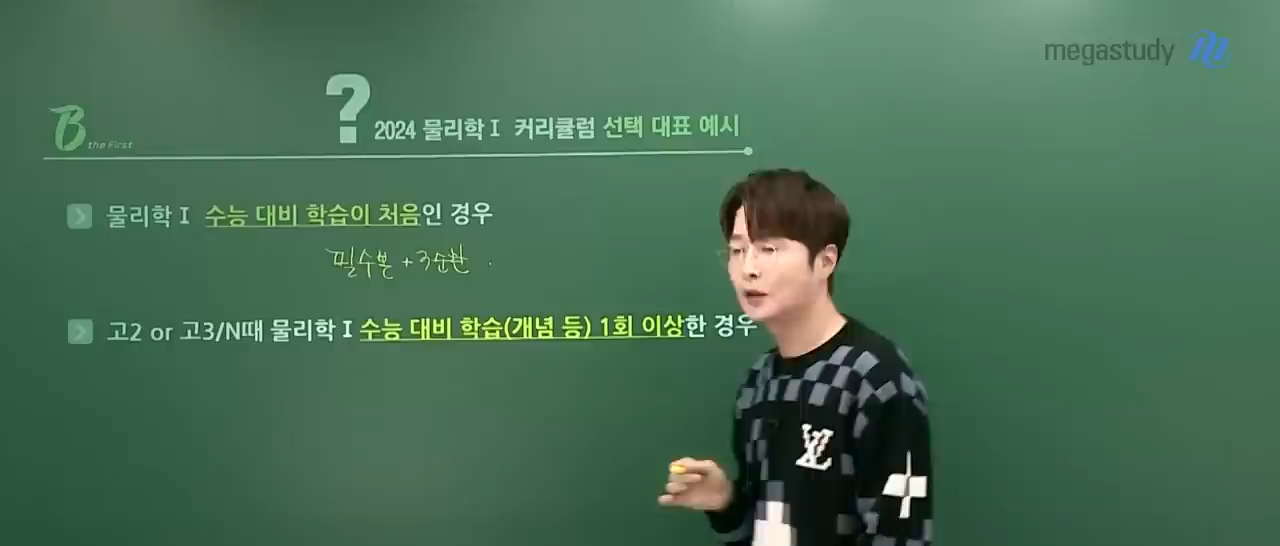 megastudy
B the First
? 2024 물리학 I 커리큘럼 선택 대표 예시
물리학 I 수능 대비 학습이 처음인 경우
필수본 + 3순환
고2 or 고3/N때 물리학 I 수능 대비 학습(개념 등) 1회 이상한 경우